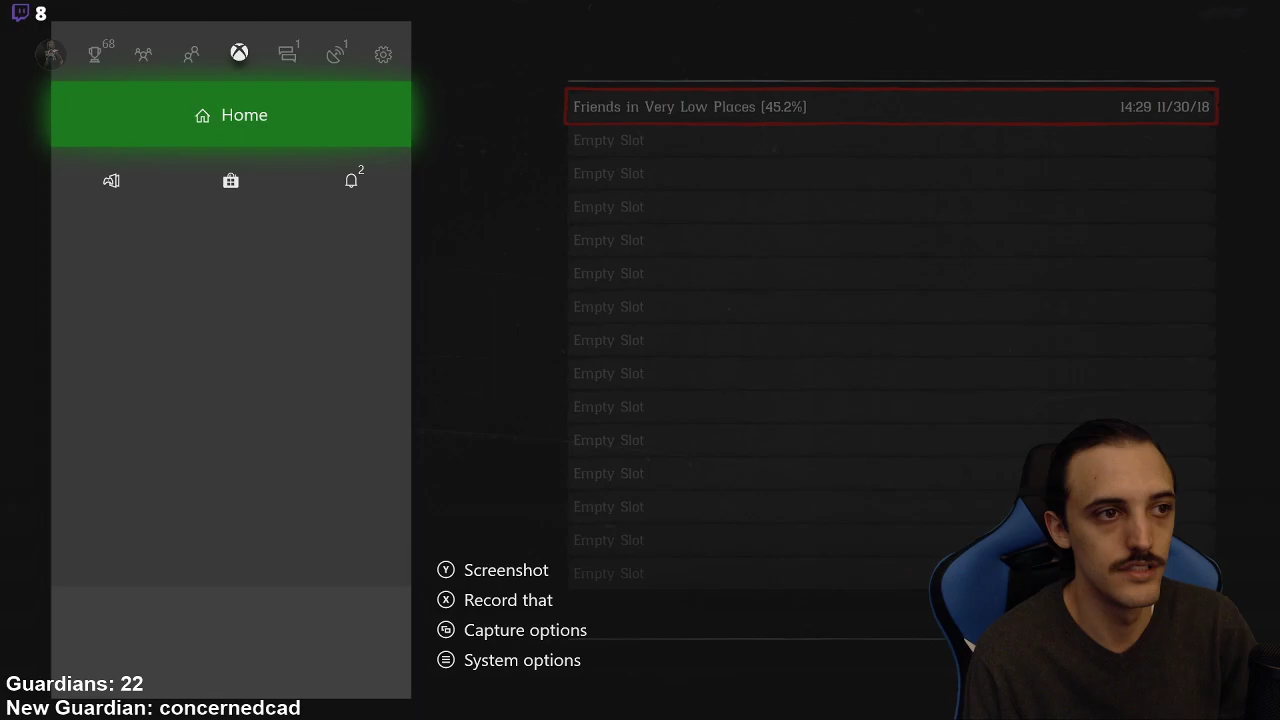 8
68
1
1
Home
2
Friends in Very Low Places [45.2%] 14:29 11/30/18
Empty Slot
Empty Slot
Empty Slot
Empty Slot
Empty Slot
Empty Slot
Empty Slot
Empty Slot
Empty Slot
Empty Slot
Empty Slot
Empty Slot
Empty Slot
Empty Slot
Y Screenshot
X Record that
Capture options
System options
Guardians: 22
New Guardian: concernedcad